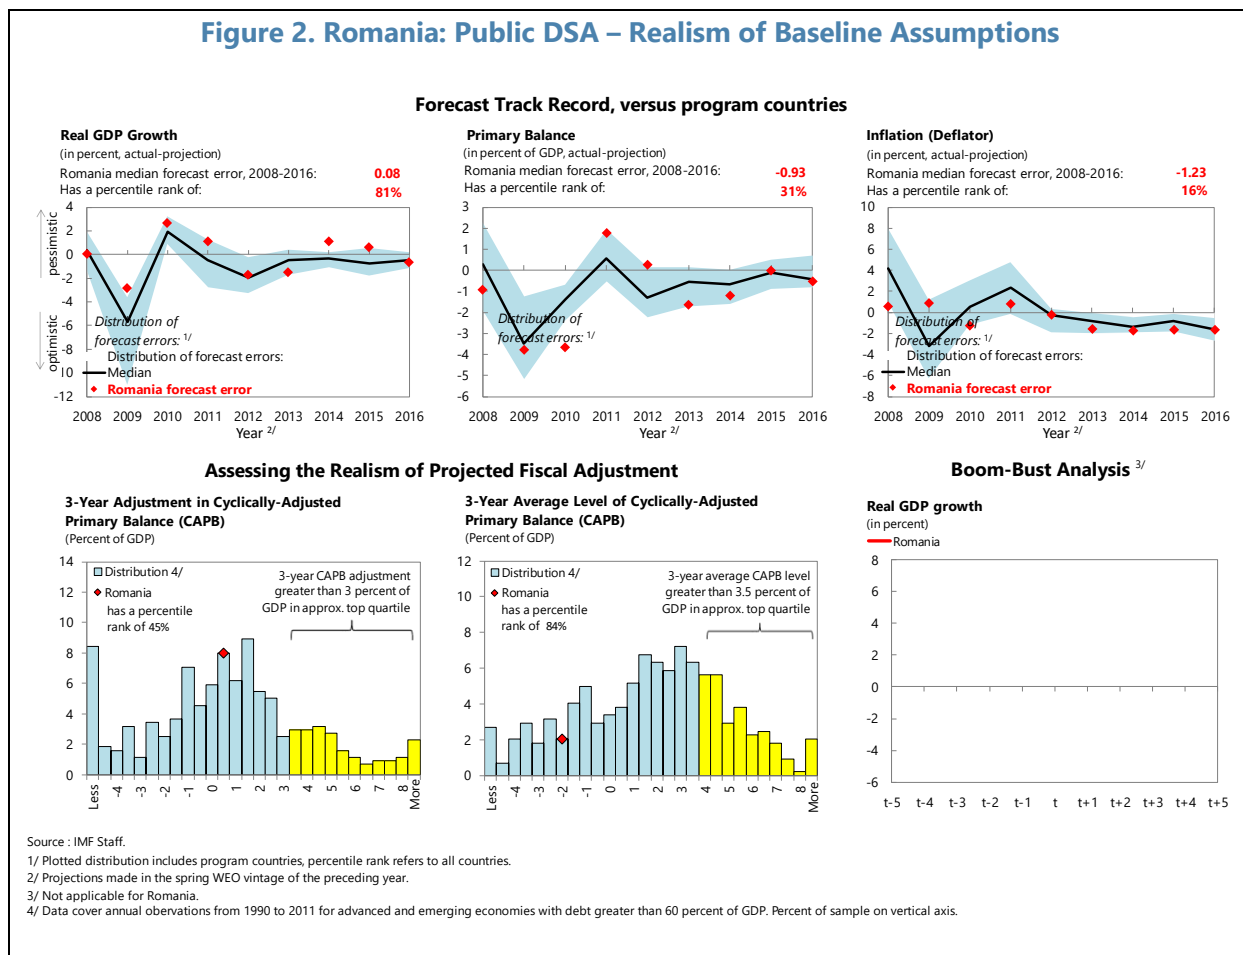 Figure 2. Romania: Public DSA – Realism of Baseline Assumptions
Forecast Track Record, versus program countries
Real GDP Growth
(in percent, actual-projection)
Romania median forecast error, 2008-2016: 0.08
Has a percentile rank of: 81%
pessimistic
optimistic
4
2
0
-2
-4
-6
-8
10
-12
Distribution of
forecast errors: 1/
Distribution of forecast errors:
Median
Romania forecast error
2008 2009 2010 2011 2012 2013 2014 2015 2016
Year 2/
Primary Balance
(in percent of GDP, actual-projection)
Romania median forecast error, 2008-2016: -0.93
Has a percentile rank of: 31%
3
2
1
0
-1
-2
-3
-4
-5
-6
Distribution of
forecast errors: 1/
2008 2009 2010 2011 2012 2013 2014 2015 2016
Year 2/
Inflation (Deflator)
(in percent, actual-projection)
Romania median forecast error, 2008-2016: -1.23
Has a percentile rank of: 16%
10
8
6
4
2
0
-2
-4
-6
-8
Distribution of
forecast errors: 1/
Distribution of forecast errors:
Median
Romania forecast error
2008 2009 2010 2011 2012 2013 2014 2015 2016
Year 2/
Assessing the Realism of Projected Fiscal Adjustment
Boom-Bust Analysis 3/
3-Year Adjustment in Cyclically-Adjusted
Primary Balance (CAPB)
(Percent of GDP)
14
12
10
8
6
4
2
0
Distribution 4/
Romania
has a percentile
rank of 45%
3-year CAPB adjustment
greater than 3 percent of
GDP in approx. top quartile
Less -4 -3 -2 -1 0 1 2 3 4 5 6 7 8 More
3-Year Average Level of Cyclically-Adjusted
Primary Balance (CAPB)
(Percent of GDP)
12
10
8
6
4
2
0
Distribution 4/
Romania
has a percentile
rank of 84%
3-year average CAPB level
greater than 3.5 percent of
GDP in approx. top quartile
Less -4 -3 -2 -1 0 1 2 3 4 5 6 7 8 More
Real GDP growth
(in percent)
Romania
8
6
4
2
0
-2
-4
-6
t-5 t-4 t-3 t-2 t-1 t t+1 t+2 t+3 t+4 t+5
Source : IMF Staff.
1/ Plotted distribution includes program countries, percentile rank refers to all countries.
2/ Projections made in the spring WEO vintage of the preceding year.
3/ Not applicable for Romania.
4/ Data cover annual obervations from 1990 to 2011 for advanced and emerging economies with debt greater than 60 percent of GDP. Percent of sample on vertical axis.